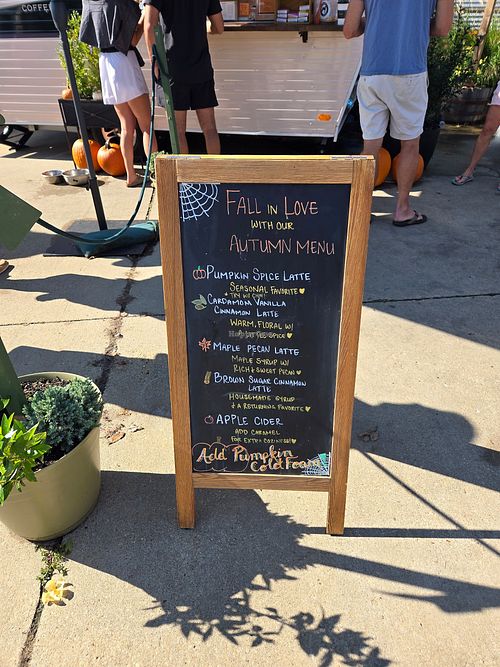 COFFEE
FALL IN LOVE
WITH OUR
AUTUMN MENU
PUMPKIN SPICE LATTE
SEASONAL FAVORITE
CARDAMOM VANILLA
CINNAMON LATTE
WARM, FLORAL W/
MAPLE PECAN LATTE
MAPLE SYRUP W/
RICH & SWEET PECAN
BROWN SUGAR CINNAMON
LATTE
HOUSEMADE SYRUP
+ A RETURNING FAVORITE
APPLE CIDER
ADD CARAMEL
FOR EXTRA COZINESS!
Add Pumpkin
Cold Foam